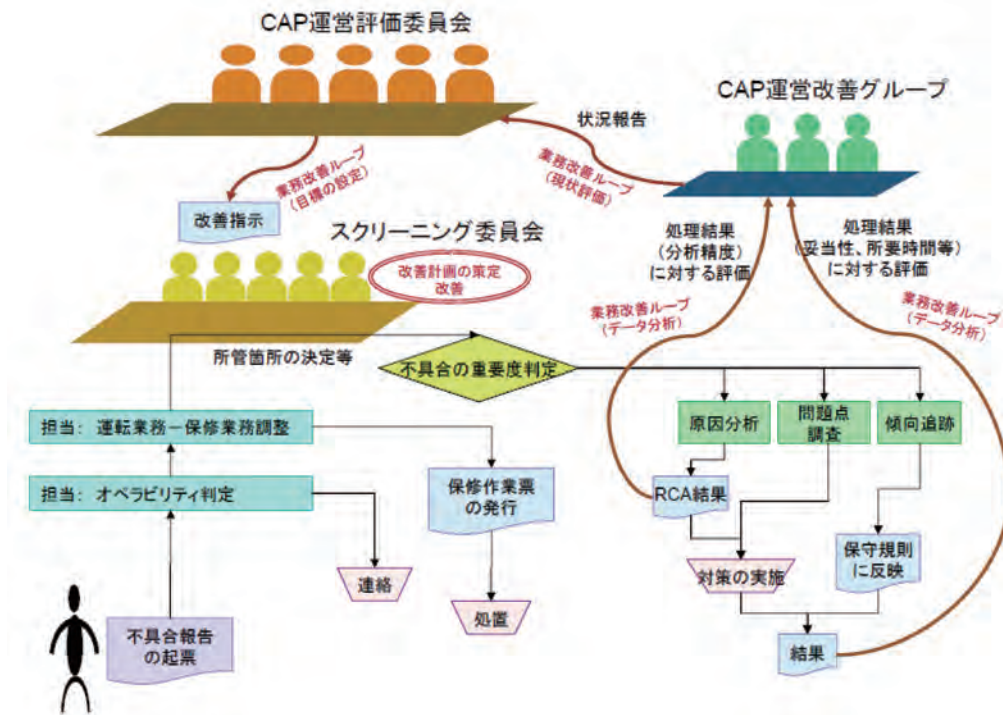 CAP運営評価委員会
CAP運営改善グループ
状況報告
業務改善ループ
(目標の設定)
業務改善ループ
(現状評価)
改善指示
スクリーニング委員会
改善計画の策定
改善
処理結果
(分析精度)
に対する評価
処理結果
(妥当性、所要時間等)
に対する評価
業務改善ループ
(データ分析)
業務改善ループ
(データ分析)
所管箇所の決定等
不具合の重要度判定
担当: 運転業務－保修業務調整
原因分析
問題点
調査
傾向追跡
担当: オペラビリティ判定
保修作業票
の発行
RCA結果
保守規則
に反映
対策の実施
連絡
処置
不具合報告
の起票
結果